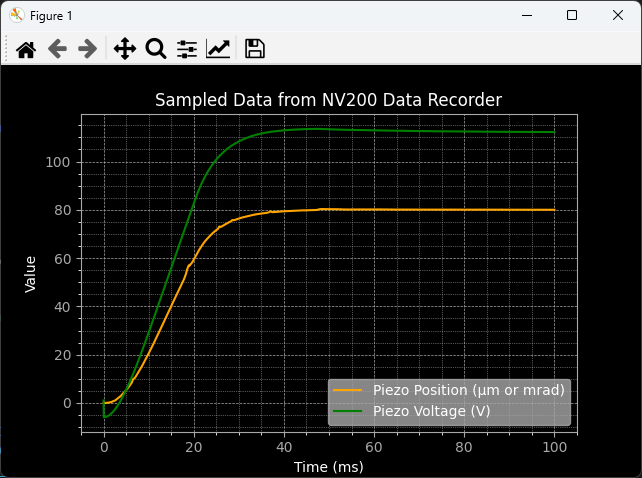 Figure 1
Sampled Data from NV200 Data Recorder
Value
100
80
60
40
20
0
Piezo Position (µm or mrad)
Piezo Voltage (V)
0 20 40 60 80 100
Time (ms)